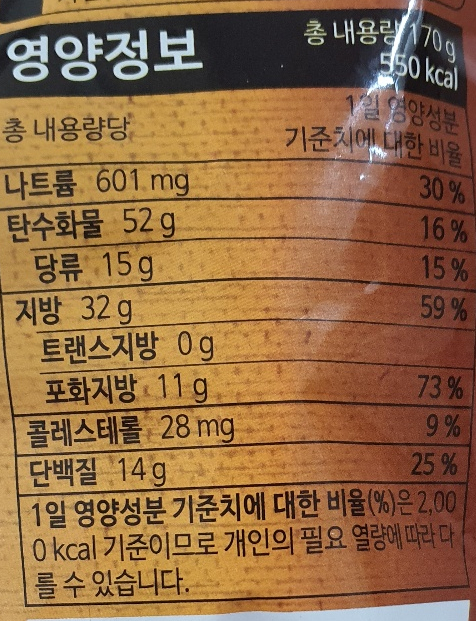 영양정보
총 내용량 170 g
550 kcal
총 내용량당
1일 영양성분
기준치에 대한 비율
나트륨 601 mg 30 %
탄수화물 52 g 16 %
당류 15 g 15 %
지방 32 g 59 %
트랜스지방 0 g
포화지방 11 g 73 %
콜레스테롤 28 mg 9 %
단백질 14 g 25 %
1일 영양성분 기준치에 대한 비율(%)은 2,00
0 kcal 기준이므로 개인의 필요 열량에 따라 다
를 수 있습니다.